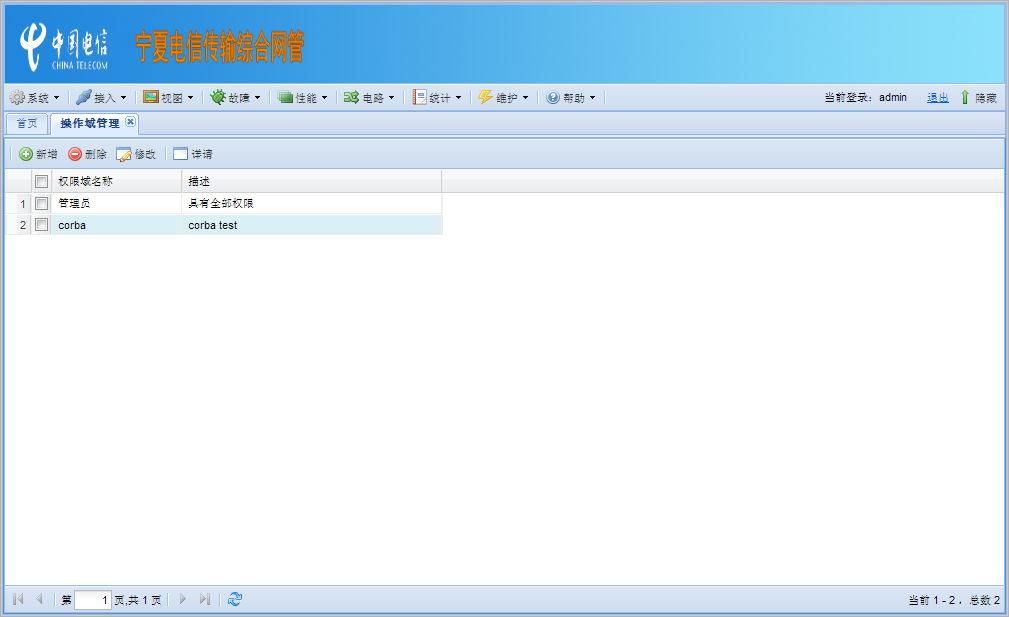 中国电信
CHINA TELECOM
宁夏电信传输综合网管
系统 接入 视图 故障 性能 电路 统计 维护 帮助 当前登录: admin 退出 隐藏
首页 操作域管理
新增 删除 修改 详请
权限域名称 描述
1 管理员 具有全部权限
2 corba corba test
第 1 页,共 1 页 当前 1 - 2 ,总数 2